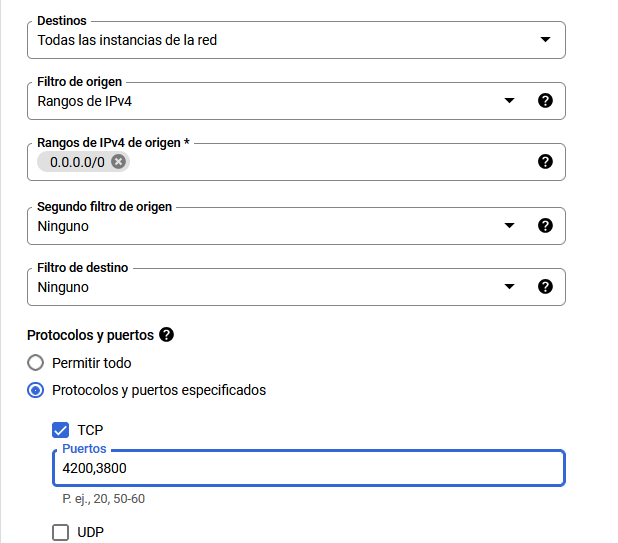 Destinos
Todas las instancias de la red
Filtro de origen
Rangos de IPv4
Rangos de IPv4 de origen *
0.0.0.0/0
Segundo filtro de origen
Ninguno
Filtro de destino
Ninguno
Protocolos y puertos
Permitir todo
Protocolos y puertos especificados
TCP
Puertos
4200,3800
P. ej., 20, 50-60
UDP